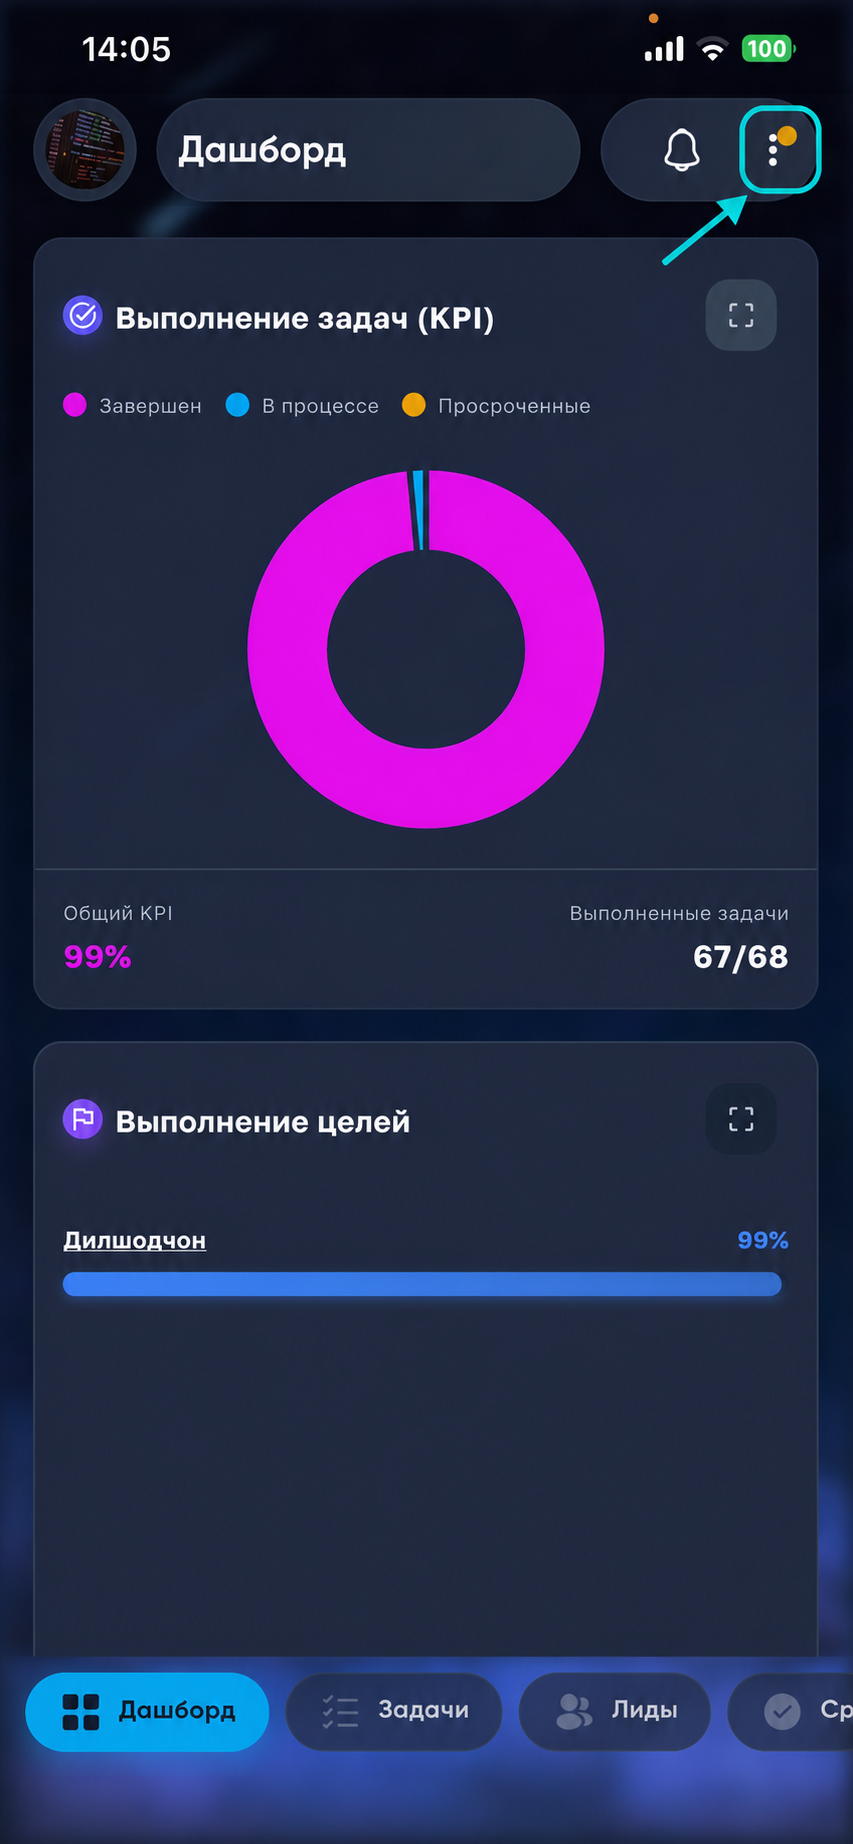 14:05
100
Дашборд
Выполнение задач (KPI)
Завершен
В процессе
Просроченные
Общий KPI
Выполненные задачи
99%
67/68
Выполнение целей
Дилшодчон
99%
Дашборд
Задачи
Лиды
Ср